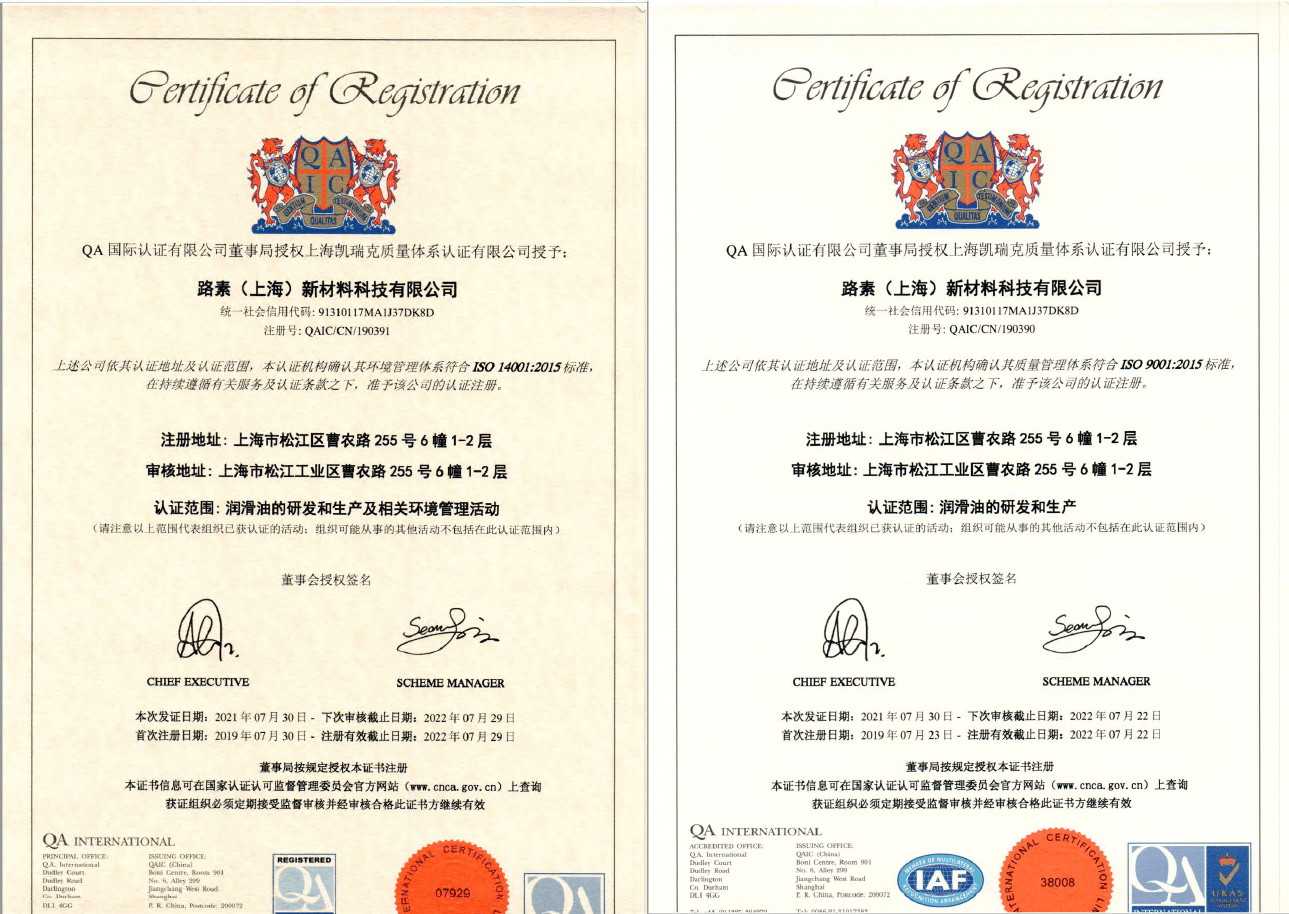 Certificate of Registration
QA
IC
QUALITAS
QA 国际认证有限公司董事局授权上海凯瑞克质量体系认证有限公司授予:
路素（上海）新材料科技有限公司
统一社会信用代码: 91310117MA1J37DK8D
注册号: QAIC/CN/190391
上述公司依其认证地址及认证范围，本认证机构确认其环境管理体系符合 ISO 14001:2015 标准，
在持续遵循有关服务及认证条款之下，准予该公司的认证注册。
注册地址: 上海市松江区曹农路 255 号 6 幢 1-2 层
审核地址: 上海市松江工业区曹农路 255 号 6 幢 1-2 层
认证范围: 润滑油的研发和生产及相关环境管理活动
（请注意以上范围代表组织已获认证的活动; 组织可能从事的其他活动不包括在此认证范围内）
董事会授权签名
CHIEF EXECUTIVE
SCHEME MANAGER
本次发证日期: 2021 年 07 月 30 日 - 下次审核截止日期: 2022 年 07 月 29 日
首次注册日期: 2019 年 07 月 30 日 - 注册有效截止日期: 2022 年 07 月 29 日
董事局按规定授权本证书注册
本证书信息可在国家认证认可监督管理委员会官方网站（www.cnca.gov.cn）上查询
获证组织必须定期接受监督审核并经审核合格此证书方继续有效
QA INTERNATIONAL
PRINCIPAL OFFICE:
Q.A. International
Dudley Court
Dudley Road
Darlington
Co. Durham
DL1 4GG
ISSUING OFFICE:
QAIC (China)
Boni Centre, Room 901
No. 6, Alley 299
Jiangchang West Road
Shanghai
P. R. China, Postcode: 200072
REGISTERED
QA
INTERNATIONAL CERTIFICATION
07929
QA
Certificate of Registration
QA
IC
QUALITAS
QA 国际认证有限公司董事局授权上海凯瑞克质量体系认证有限公司授予:
路素（上海）新材料科技有限公司
统一社会信用代码: 91310117MA1J37DK8D
注册号: QAIC/CN/190390
上述公司依其认证地址及认证范围，本认证机构确认其质量管理体系符合 ISO 9001:2015 标准，
在持续遵循有关服务及认证条款之下，准予该公司的认证注册。
注册地址: 上海市松江区曹农路 255 号 6 幢 1-2 层
审核地址: 上海市松江工业区曹农路 255 号 6 幢 1-2 层
认证范围: 润滑油的研发和生产
（请注意以上范围代表组织已获认证的活动; 组织可能从事的其他活动不包括在此认证范围内）
董事会授权签名
CHIEF EXECUTIVE
SCHEME MANAGER
本次发证日期: 2021 年 07 月 30 日 - 下次审核截止日期: 2022 年 07 月 22 日
首次注册日期: 2019 年 07 月 23 日 - 注册有效截止日期: 2022 年 07 月 22 日
董事局按规定授权本证书注册
本证书信息可在国家认证认可监督管理委员会官方网站（www.cnca.gov.cn）上查询
获证组织必须定期接受监督审核并经审核合格此证书方继续有效
QA INTERNATIONAL
ACCREDITED OFFICE:
QA. International
Dudley Court
Dudley Road
Darlington
Co. Durham
DL1 4GG
ISSUING OFFICE:
QAIC (China)
Boni Centre, Room 901
No. 6, Alley 299
Jiangchang West Road
Shanghai
P. R. China, Postcode: 200072
MEMBER OF MULTILATERAL
IAF
RECOGNITION ARRANGEMENT
INTERNATIONAL CERTIFICATION
38008
QA
INTERNATIONAL
UKAS
MANAGEMENT
SYSTEMS